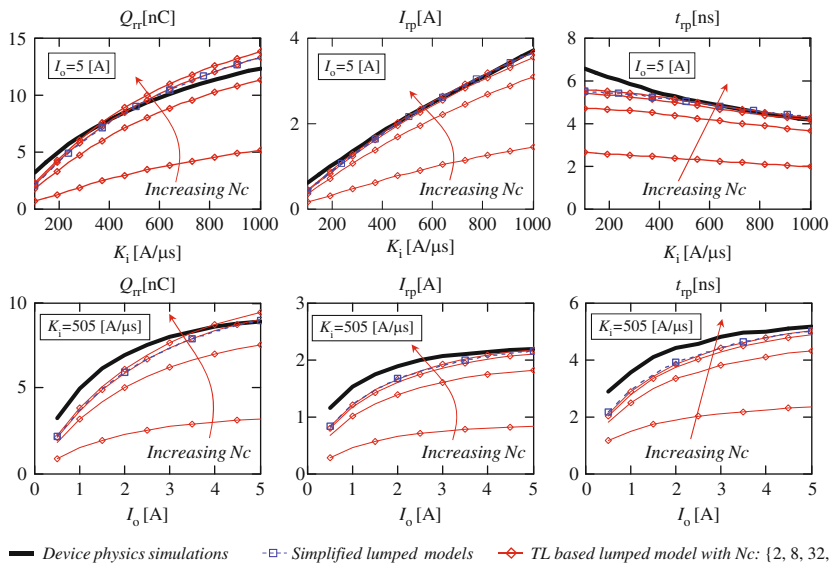 Q_rr[nC]
I_rp[A]
t_rp[ns]
15
10
5
0
I_o=5 [A]
Increasing Nc
200 400 600 800 1000
K_i [A/μs]
4
2
0
I_o=5 [A]
Increasing Nc
200 400 600 800 1000
K_i [A/μs]
8
6
4
2
0
I_o=5 [A]
Increasing Nc
200 400 600 800 1000
K_i [A/μs]
Q_rr[nC]
I_rp[A]
t_rp[ns]
10
5
0
K_i=505 [A/μs]
Increasing Nc
0 1 2 3 4 5
I_o [A]
3
2
1
0
K_i=505 [A/μs]
Increasing Nc
0 1 2 3 4 5
I_o [A]
6
4
2
0
K_i=505 [A/μs]
Increasing Nc
0 1 2 3 4 5
I_o [A]
Device physics simulations Simplified lumped models TL based lumped model with Nc: {2, 8, 32,